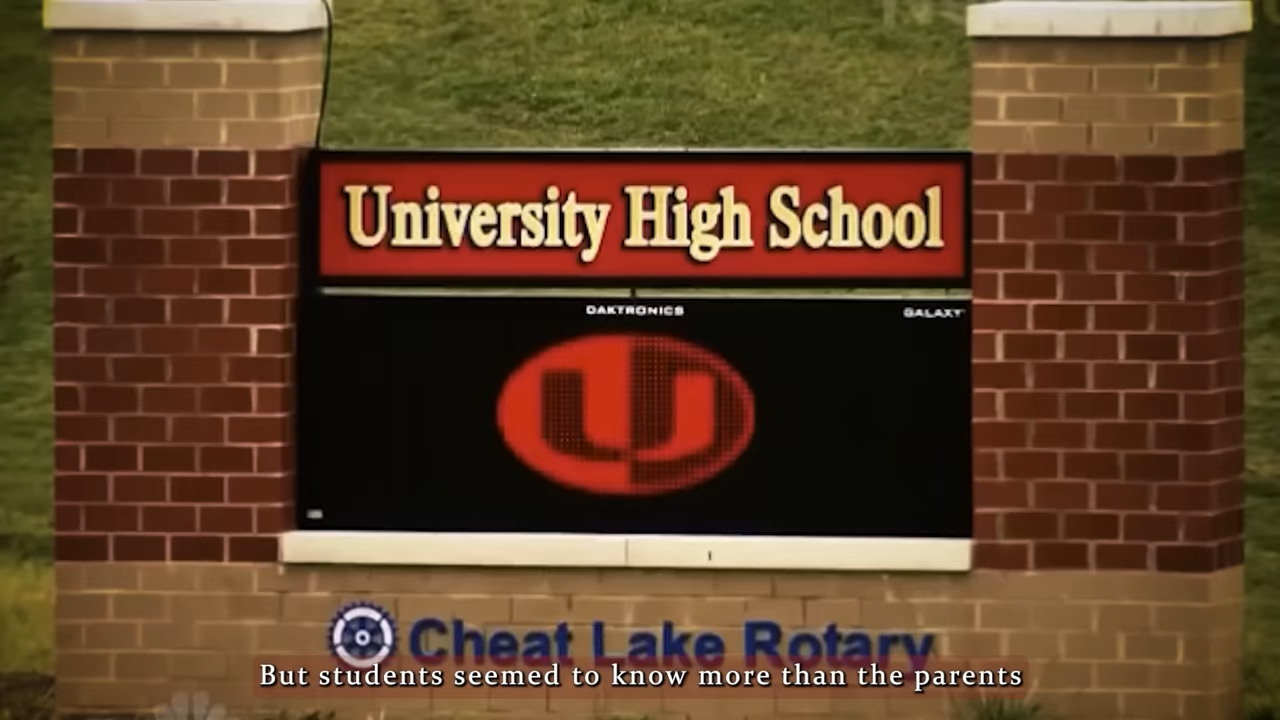 University High School
DAKTRONICS
GALAXY
U
Cheat Lake Rotary
But students seemed to know more than the parents